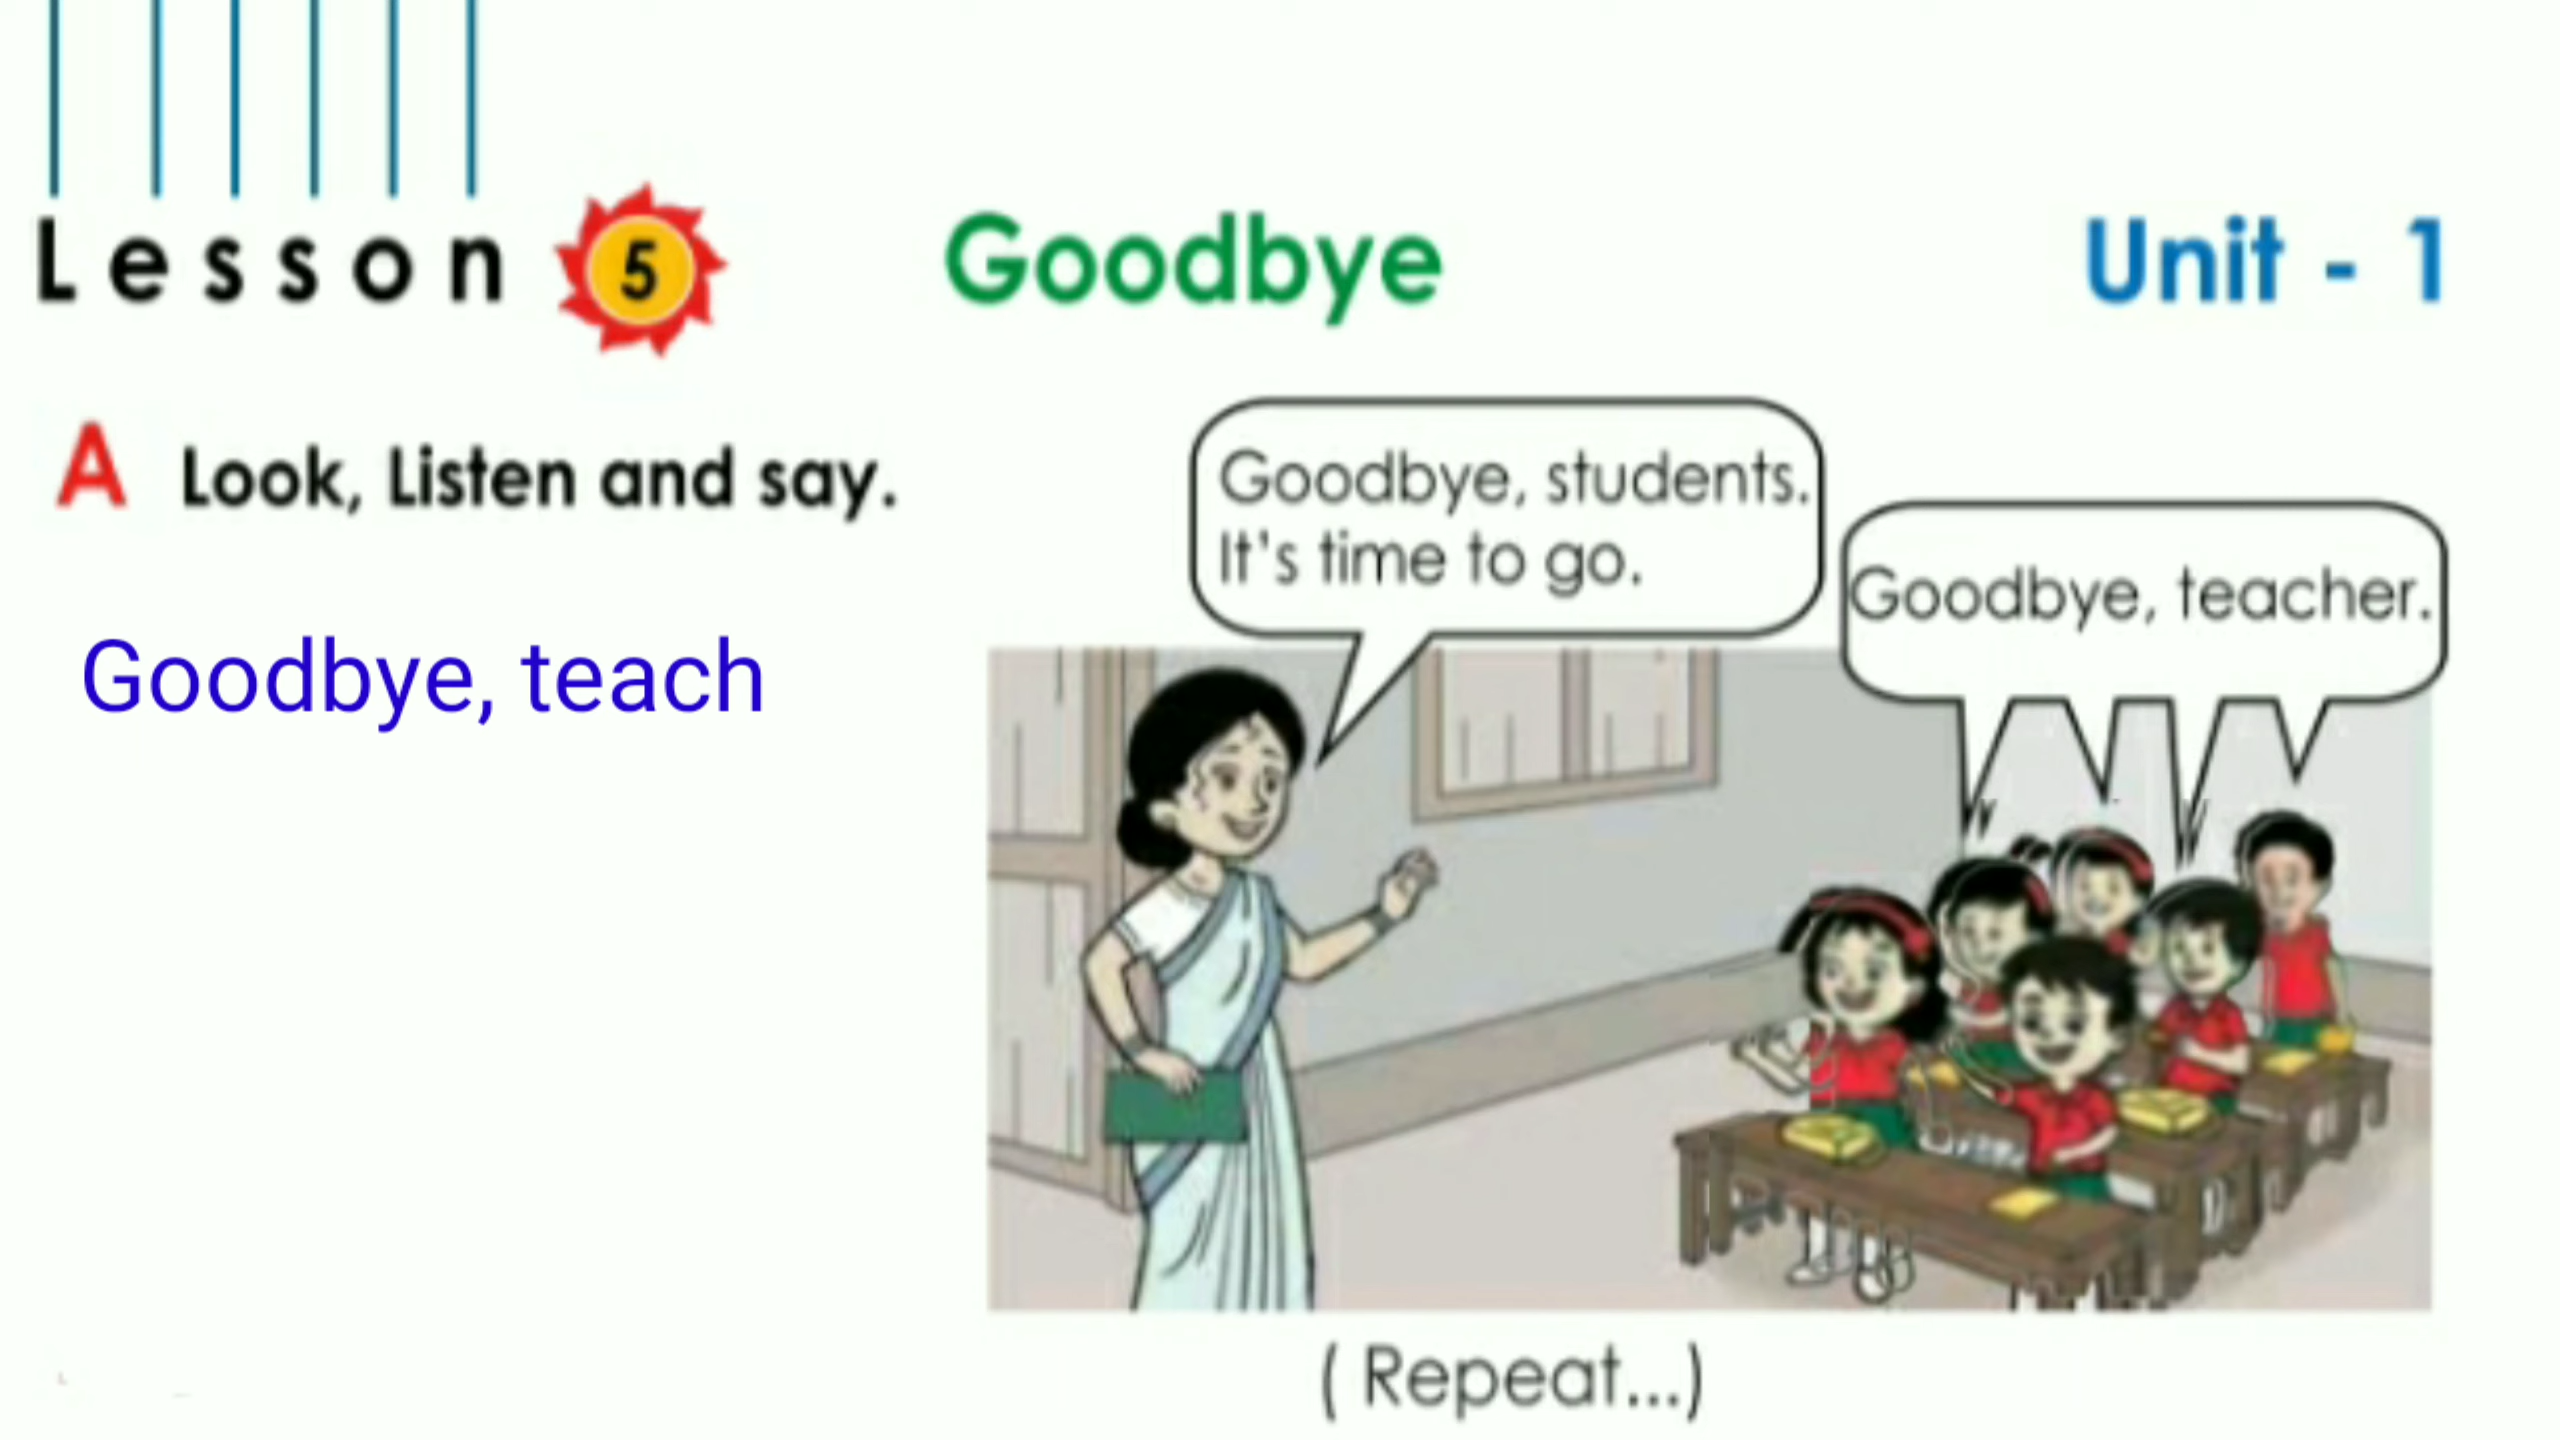 Lesson 5 Goodbye Unit - 1
A Look, Listen and say.
Goodbye, students.
It's time to go.
Goodbye, teacher.
Goodbye, teach
( Repeat...)